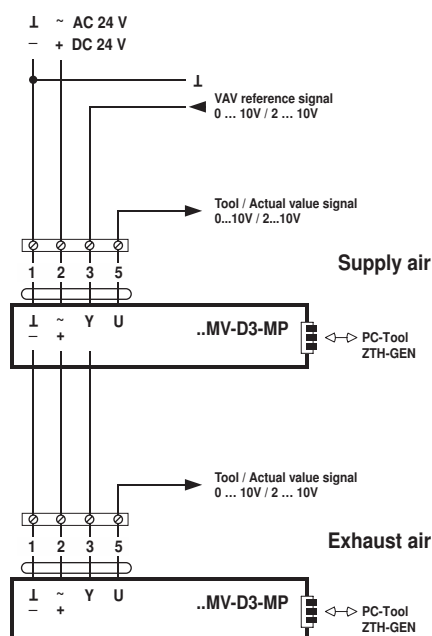 ⊥ ~ AC 24 V
– + DC 24 V
⊥
VAV reference signal
0 ... 10V / 2 ... 10V
Tool / Actual value signal
0...10V / 2...10V
Supply air
1 2 3 5
⊥ ~ Y U
– +
..MV-D3-MP
PC-Tool
ZTH-GEN
Tool / Actual value signal
0 ... 10V / 2 ... 10V
Exhaust air
1 2 3 5
⊥ ~ Y U
– +
..MV-D3-MP
PC-Tool
ZTH-GEN